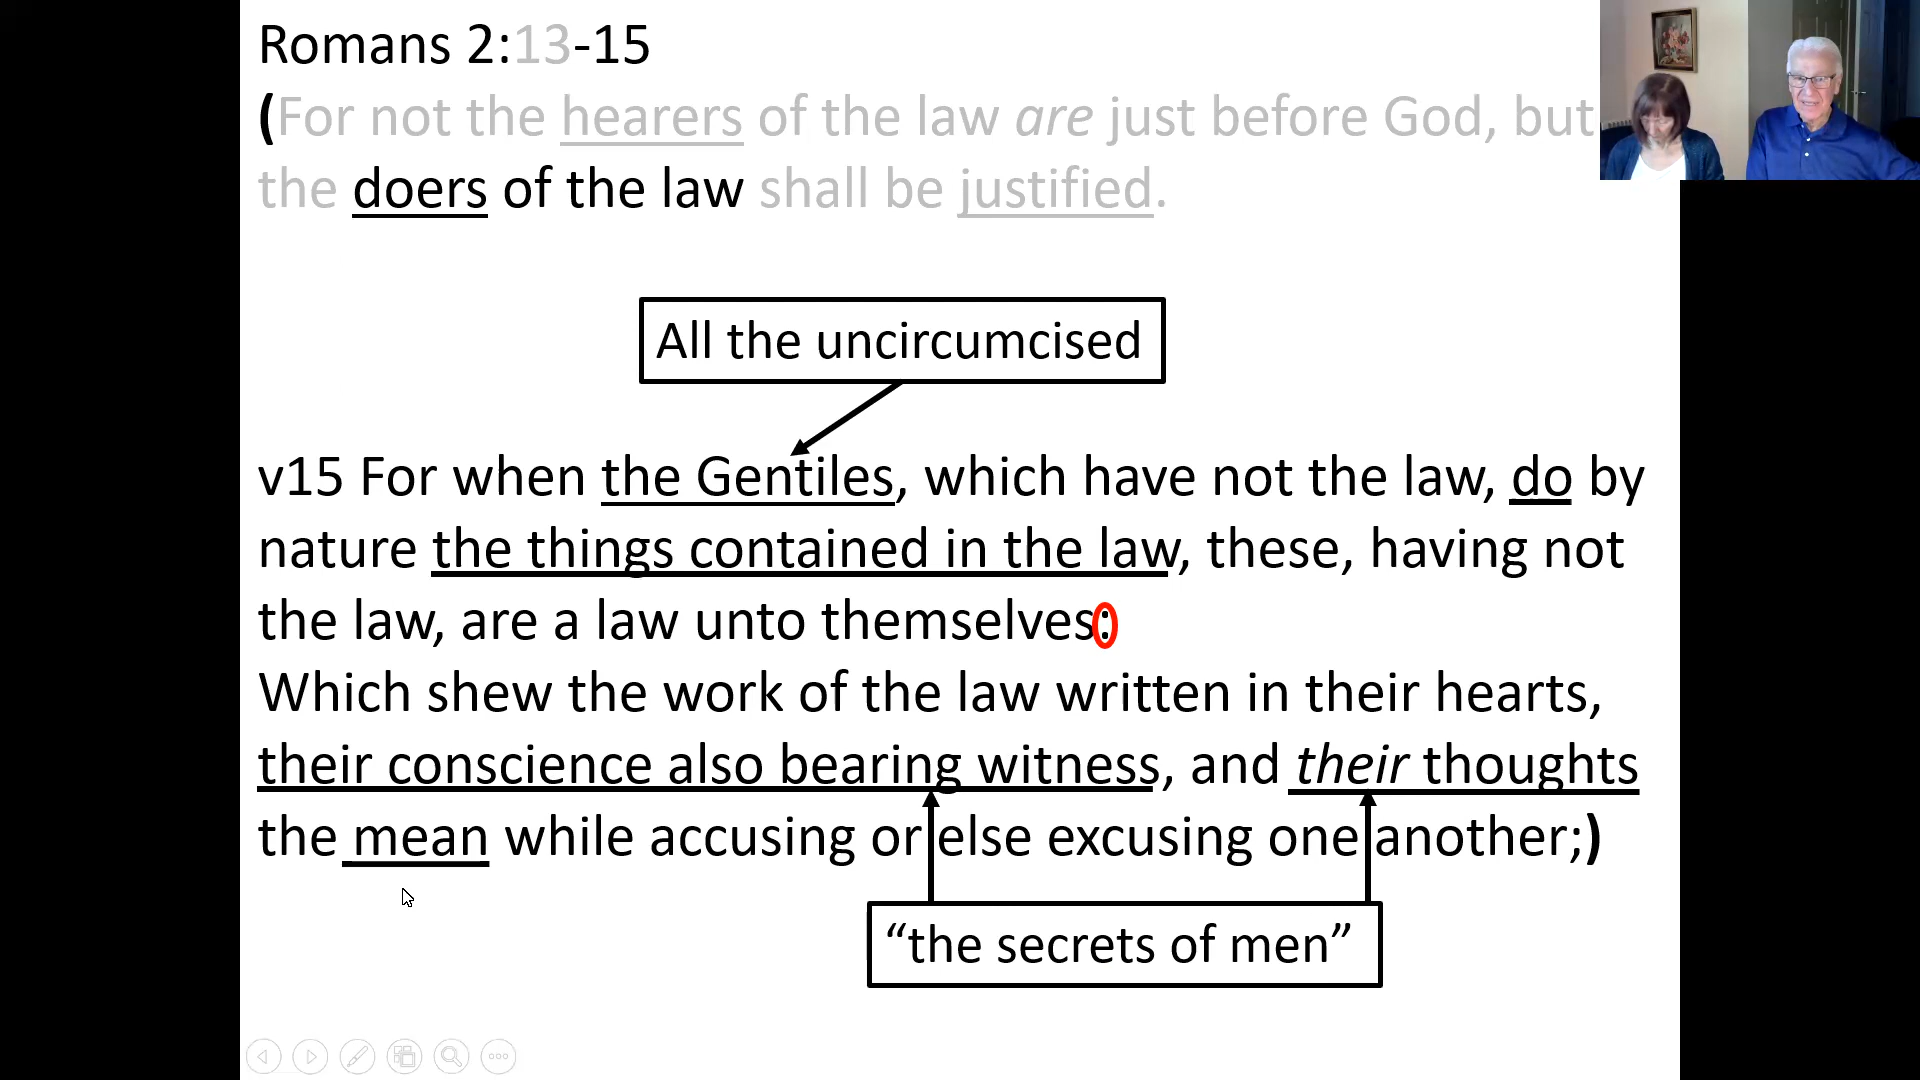 Romans 2:13-15
(For not the hearers of the law are just before God, but
the doers of the law shall be justified.
All the uncircumcised
v15 For when the Gentiles, which have not the law, do by
nature the things contained in the law, these, having not
the law, are a law unto themselves:
Which shew the work of the law written in their hearts,
their conscience also bearing witness, and their thoughts
the mean while accusing or else excusing one another;)
“the secrets of men”